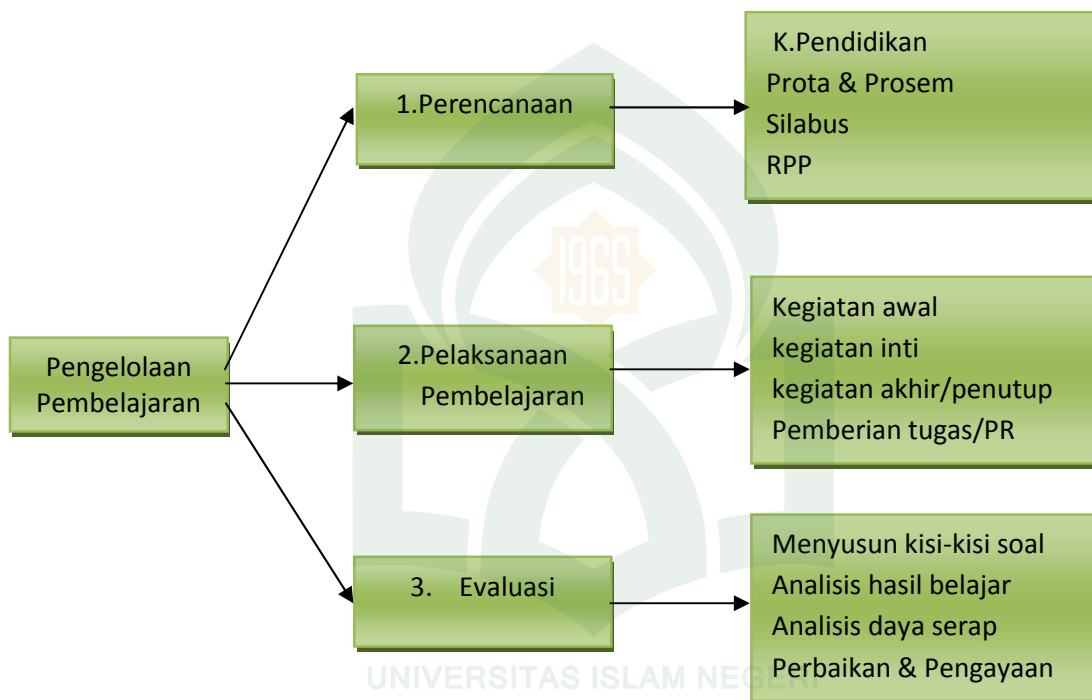 K.Pendidikan
Prota & Prosem
Silabus
RPP
1.Perencanaan
1965
Kegiatan awal
kegiatan inti
kegiatan akhir/penutup
Pemberian tugas/PR
2.Pelaksanaan
Pembelajaran
Pengelolaan
Pembelajaran
Menyusun kisi-kisi soal
Analisis hasil belajar
Analisis daya serap
Perbaikan & Pengayaan
3. Evaluasi
UNIVERSITAS ISLAM NEGERI